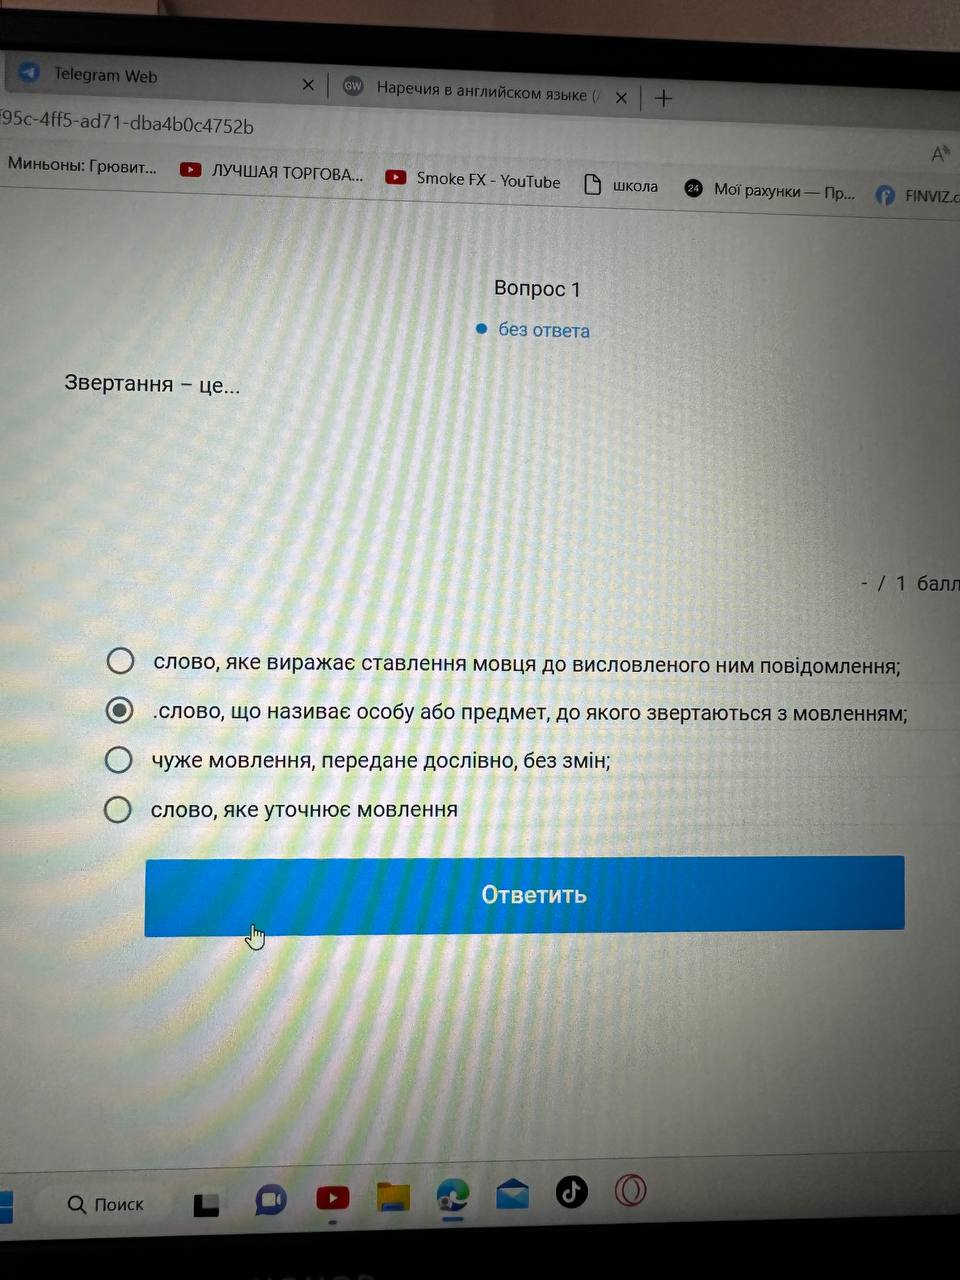 Telegram Web
GW Наречия в английском языке (
95c-4ff5-ad71-dba4b0c4752b
A
Миньоны: Грювит... ЛУЧШАЯ ТОРГОВА... Smoke FX - YouTube школа 24 Мої рахунки — Пр... FINVIZ.c
Вопрос 1
без ответа
Звертання – це...
- / 1 балл
слово, яке виражає ставлення мовця до висловленого ним повідомлення;
.слово, що називає особу або предмет, до якого звертаються з мовленням;
чуже мовлення, передане дослівно, без змін;
слово, яке уточнює мовлення
Ответить
Поиск